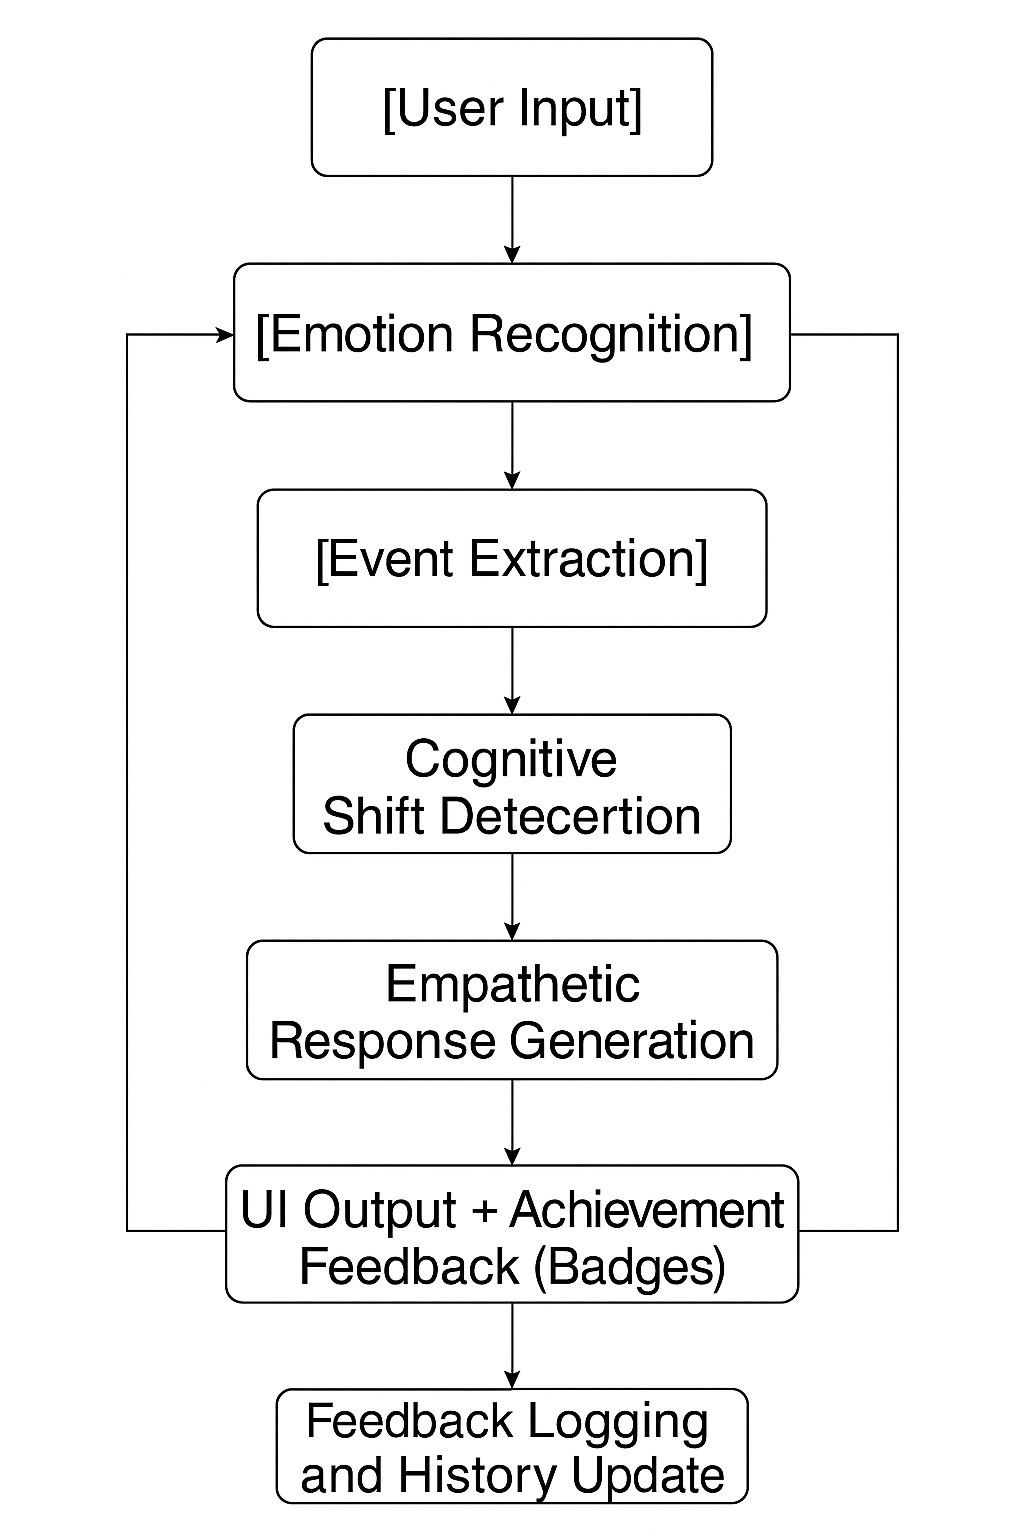 [User Input]
[Emotion Recognition]
[Event Extraction]
Cognitive
Shift Detecertion
Empathetic
Response Generation
UI Output + Achievement
Feedback (Badges)
Feedback Logging
and History Update